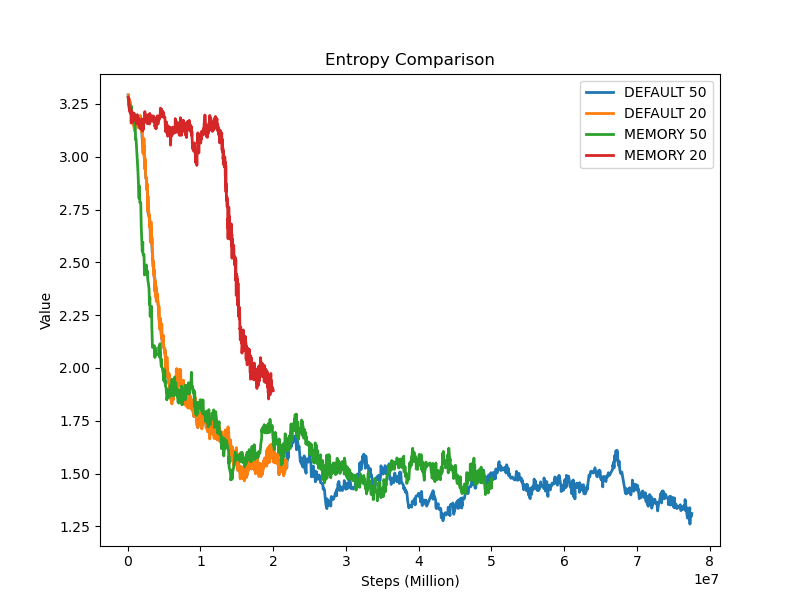 Entropy Comparison
DEFAULT 50
DEFAULT 20
MEMORY 50
MEMORY 20
Value
3.25
3.00
2.75
2.50
2.25
2.00
1.75
1.50
1.25
0 1 2 3 4 5 6 7 8
1e7
Steps (Million)